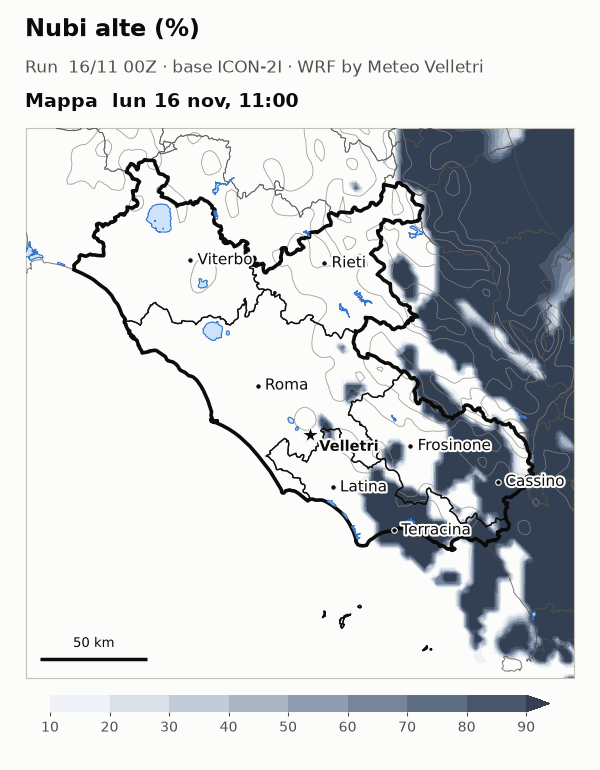 Nubi alte (%)
Run  16/11 00Z · base ICON-2I · WRF by Meteo Velletri
Mappa  lun 16 nov, 11:00
Viterbo
Rieti
Roma
Velletri
Frosinone
Cassino
Latina
Terracina
50 km
10 20 30 40 50 60 70 80 90